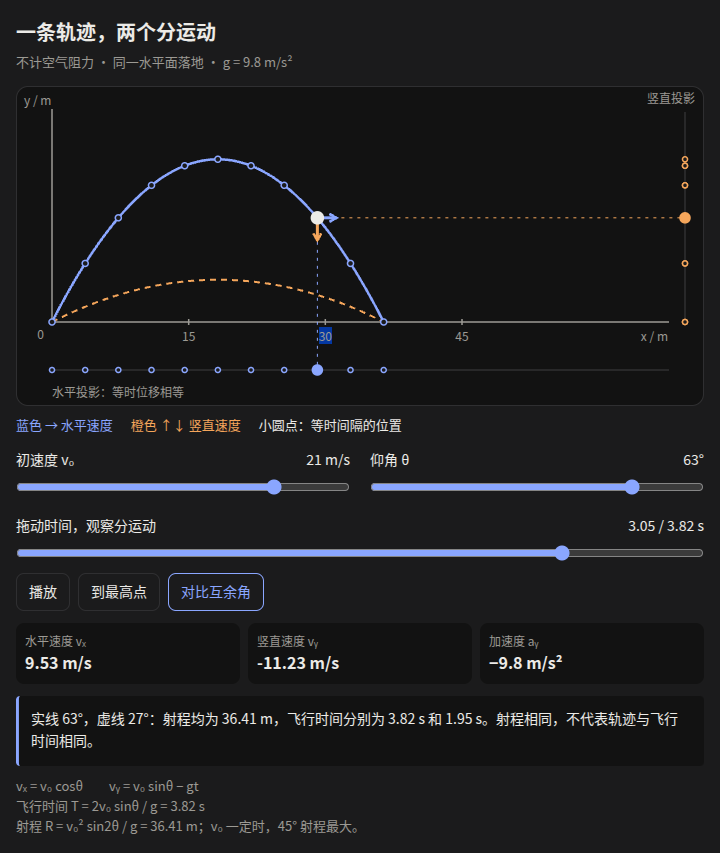 一条轨迹，两个分运动
不计空气阻力 · 同一水平面落地 · g = 9.8 m/s²
y / m
竖直投影
0
15
30
45
x / m
水平投影：等时位移相等
蓝色 → 水平速度 橙色 ↑↓ 竖直速度 小圆点：等时间隔的位置
初速度 v₀ 21 m/s 仰角 θ 63°
拖动时间，观察分运动 3.05 / 3.82 s
播放 到最高点 对比互余角
水平速度 vₓ 竖直速度 vᵧ 加速度 aᵧ
9.53 m/s -11.23 m/s −9.8 m/s²
实线 63°，虚线 27°：射程均为 36.41 m，飞行时间分别为 3.82 s 和 1.95 s。射程相同，不代表轨迹与飞行
时间相同。
vₓ = v₀ cosθ vᵧ = v₀ sinθ − gt
飞行时间 T = 2v₀ sinθ / g = 3.82 s
射程 R = v₀² sin2θ / g = 36.41 m；v₀ 一定时，45° 射程最大。